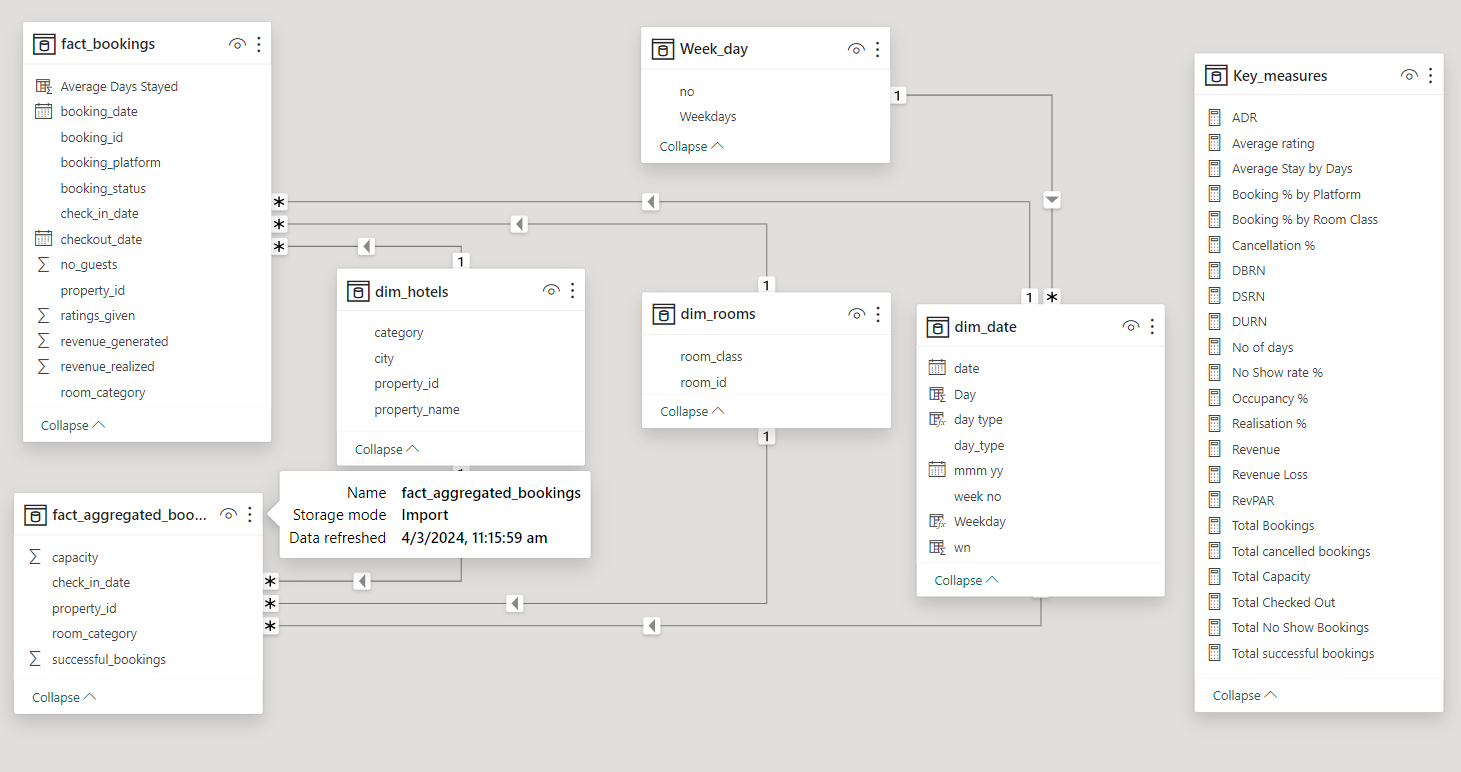 fact_bookings
Average Days Stayed
booking_date
booking_id
booking_platform
booking_status
check_in_date
checkout_date
no_guests
property_id
ratings_given
revenue_generated
revenue_realized
room_category
Collapse
Week_day
no
Weekdays
Collapse
1
*
*
*
1
1
1
*
dim_hotels
category
city
property_id
property_name
Collapse
dim_rooms
room_class
room_id
Collapse
1
dim_date
date
Day
day type
day_type
mmm yy
week no
Weekday
wn
Collapse
fact_aggregated_boo...
capacity
check_in_date
property_id
room_category
successful_bookings
Collapse
Name fact_aggregated_bookings
Storage mode Import
Data refreshed 4/3/2024, 11:15:59 am
*
*
*
Key_measures
ADR
Average rating
Average Stay by Days
Booking % by Platform
Booking % by Room Class
Cancellation %
DBRN
DSRN
DURN
No of days
No Show rate %
Occupancy %
Realisation %
Revenue
Revenue Loss
RevPAR
Total Bookings
Total cancelled bookings
Total Capacity
Total Checked Out
Total No Show Bookings
Total successful bookings
Collapse